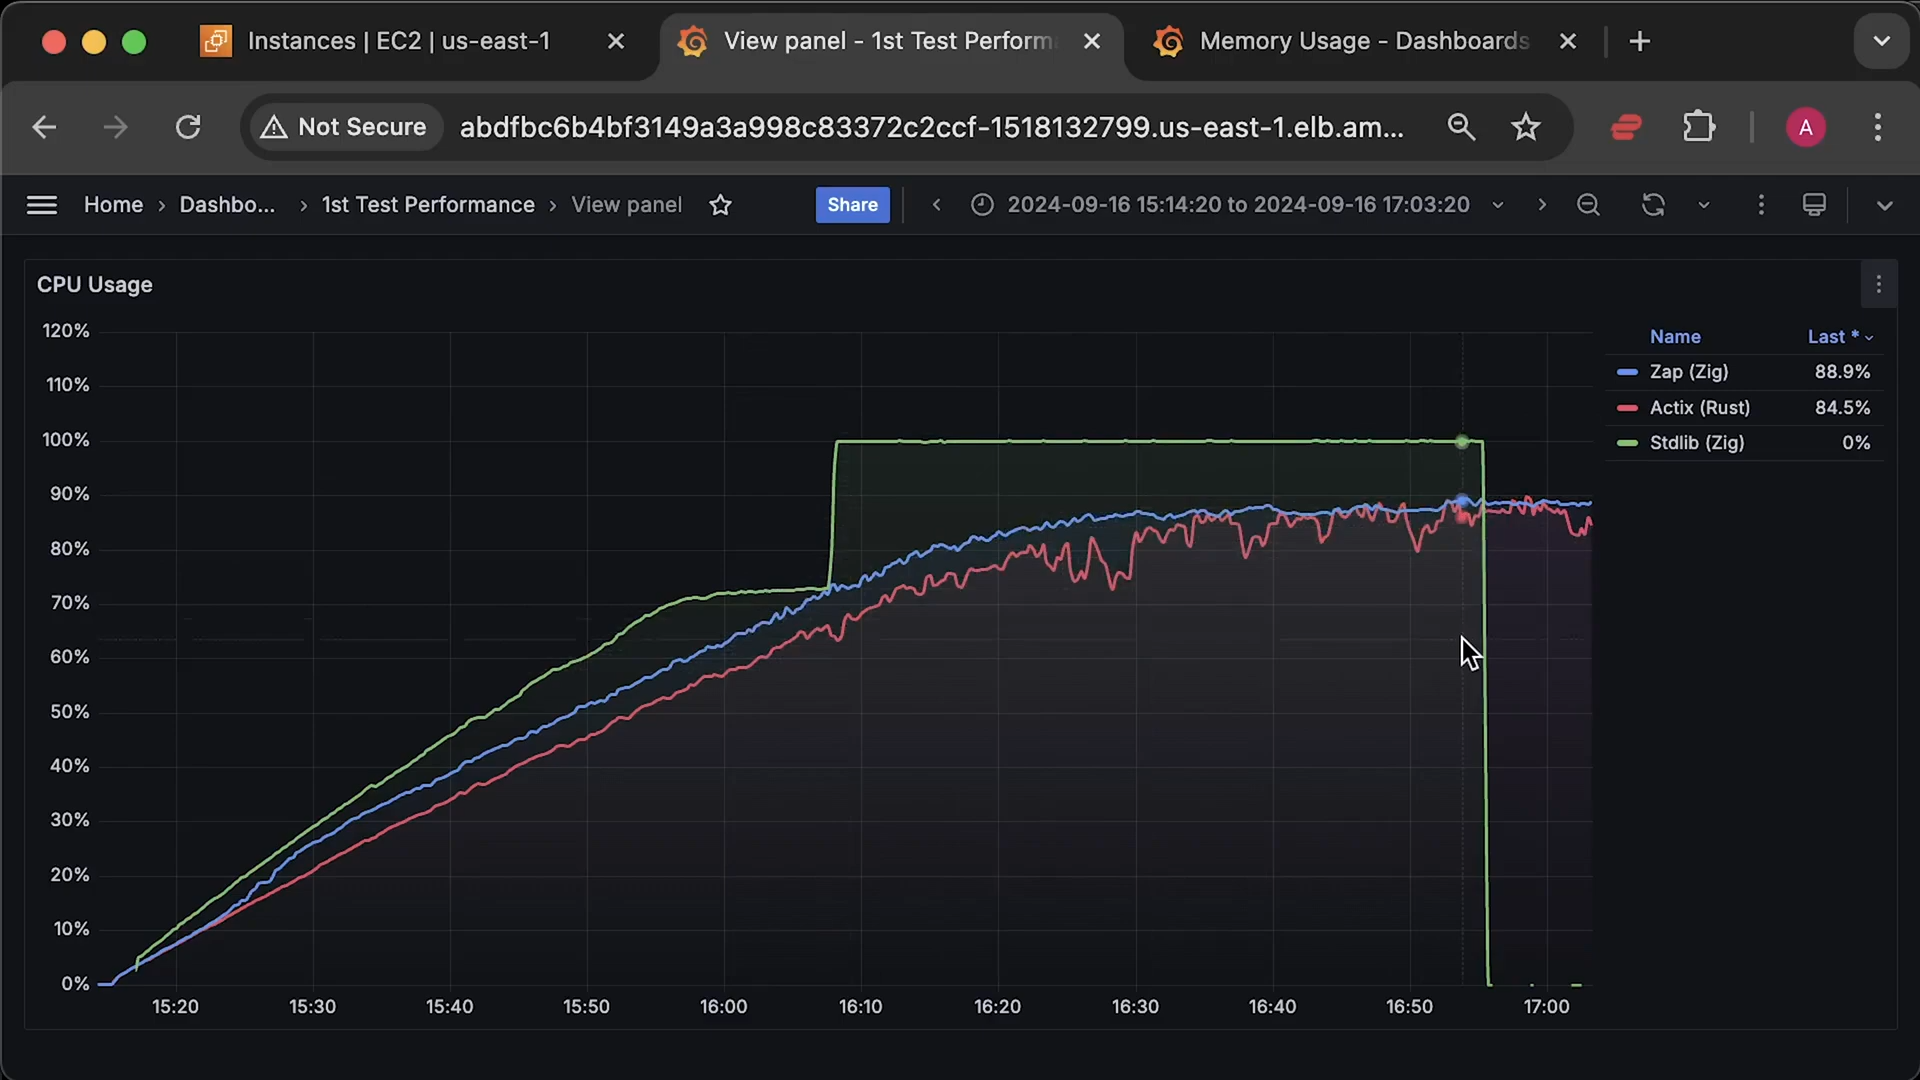 Instances | EC2 | us-east-1
View panel - 1st Test Perform
Memory Usage - Dashboards
Not Secure
abdfbc6b4bf3149a3a998c83372c2ccf-1518132799.us-east-1.elb.am...
A
Home › Dashbo... › 1st Test Performance › View panel
Share
2024-09-16 15:14:20 to 2024-09-16 17:03:20
CPU Usage
120%
110%
100%
90%
80%
70%
60%
50%
40%
30%
20%
10%
0%
15:20 15:30 15:40 15:50 16:00 16:10 16:20 16:30 16:40 16:50 17:00
Name Last *
Zap (Zig) 88.9%
Actix (Rust) 84.5%
Stdlib (Zig) 0%